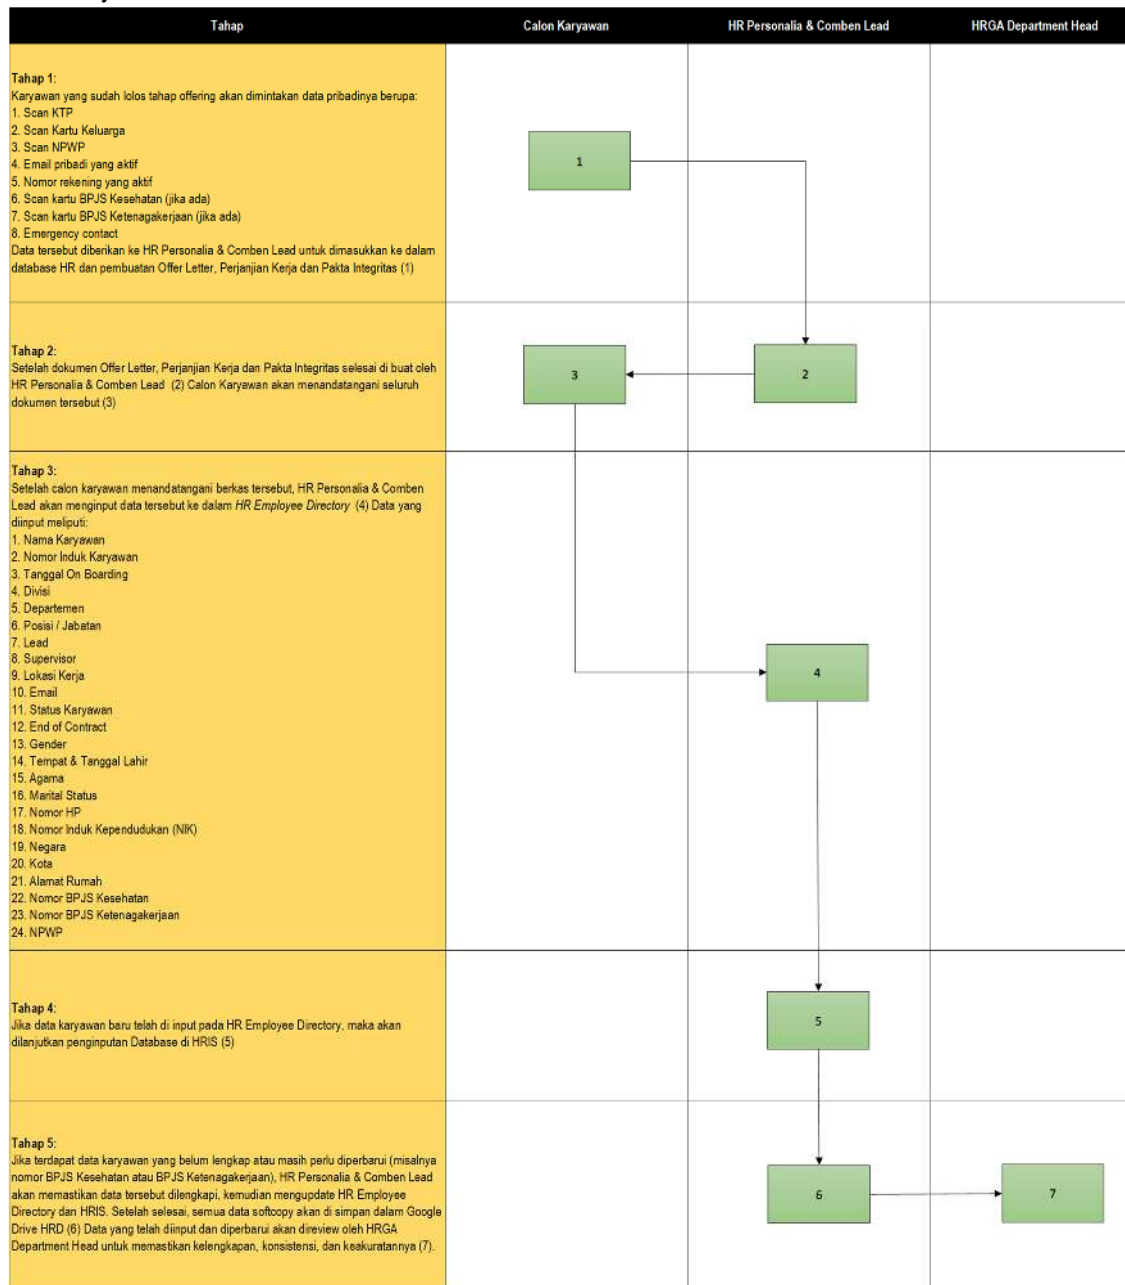 Tahap Calon Karyawan HR Personalia & Comben Lead HRGA Department Head
Tahap 1:
Karyawan yang sudah lolos tahap offering akan dimintakan data pribadinya berupa:
1. Scan KTP
2. Scan Kartu Keluarga
3. Scan NPWP
4. Email pribadi yang aktif
5. Nomor rekening yang aktif
6. Scan kartu BPJS Kesehatan (jika ada)
7. Scan kartu BPJS Ketenagakerjaan (jika ada)
8. Emergency contact
Data tersebut diberikan ke HR Personalia & Comben Lead untuk dimasukkan ke dalam
database HR dan pembuatan Offer Letter, Perjanjian Kerja dan Pakta Integritas (1)
1
Tahap 2:
Setelah dokumen Offer Letter, Perjanjian Kerja dan Pakta Integritas selesai di buat oleh
HR Personalia & Comben Lead (2) Calon Karyawan akan menandatangani seluruh
dokumen tersebut (3)
3
2
Tahap 3:
Setelah calon karyawan menandatangani berkas tersebut, HR Personalia & Comben
Lead akan menginput data tersebut ke dalam HR Employee Directory (4) Data yang
diinput meliputi:
1. Nama Karyawan
2. Nomor Induk Karyawan
3. Tanggal On Boarding
4. Divisi
5. Departemen
6. Posisi / Jabatan
7. Lead
8. Supervisor
9. Lokasi Kerja
10. Email
11. Status Karyawan
12. End of Contract
13. Gender
14. Tempat & Tanggal Lahir
15. Agama
16. Marital Status
17. Nomor HP
18. Nomor Induk Kependudukan (NIK)
19. Negara
20. Kota
21. Alamat Rumah
22. Nomor BPJS Kesehatan
23. Nomor BPJS Ketenagakerjaan
24. NPWP
4
Tahap 4:
Jika data karyawan baru telah di input pada HR Employee Directory, maka akan
dilanjutkan penginputan Database di HRIS (5)
5
Tahap 5:
Jika terdapat data karyawan yang belum lengkap atau masih perlu diperbarui (misalnya
nomor BPJS Kesehatan atau BPJS Ketenagakerjaan), HR Personalia & Comben Lead
akan memastikan data tersebut dilengkapi, kemudian mengupdate HR Employee
Directory dan HRIS. Setelah selesai, semua data softcopy akan di simpan dalam Google
Drive HRD (6) Data yang telah diinput dan diperbarui akan direview oleh HRGA
Department Head untuk memastikan kelengkapan, konsistensi, dan keakuratannya (7).
6
7